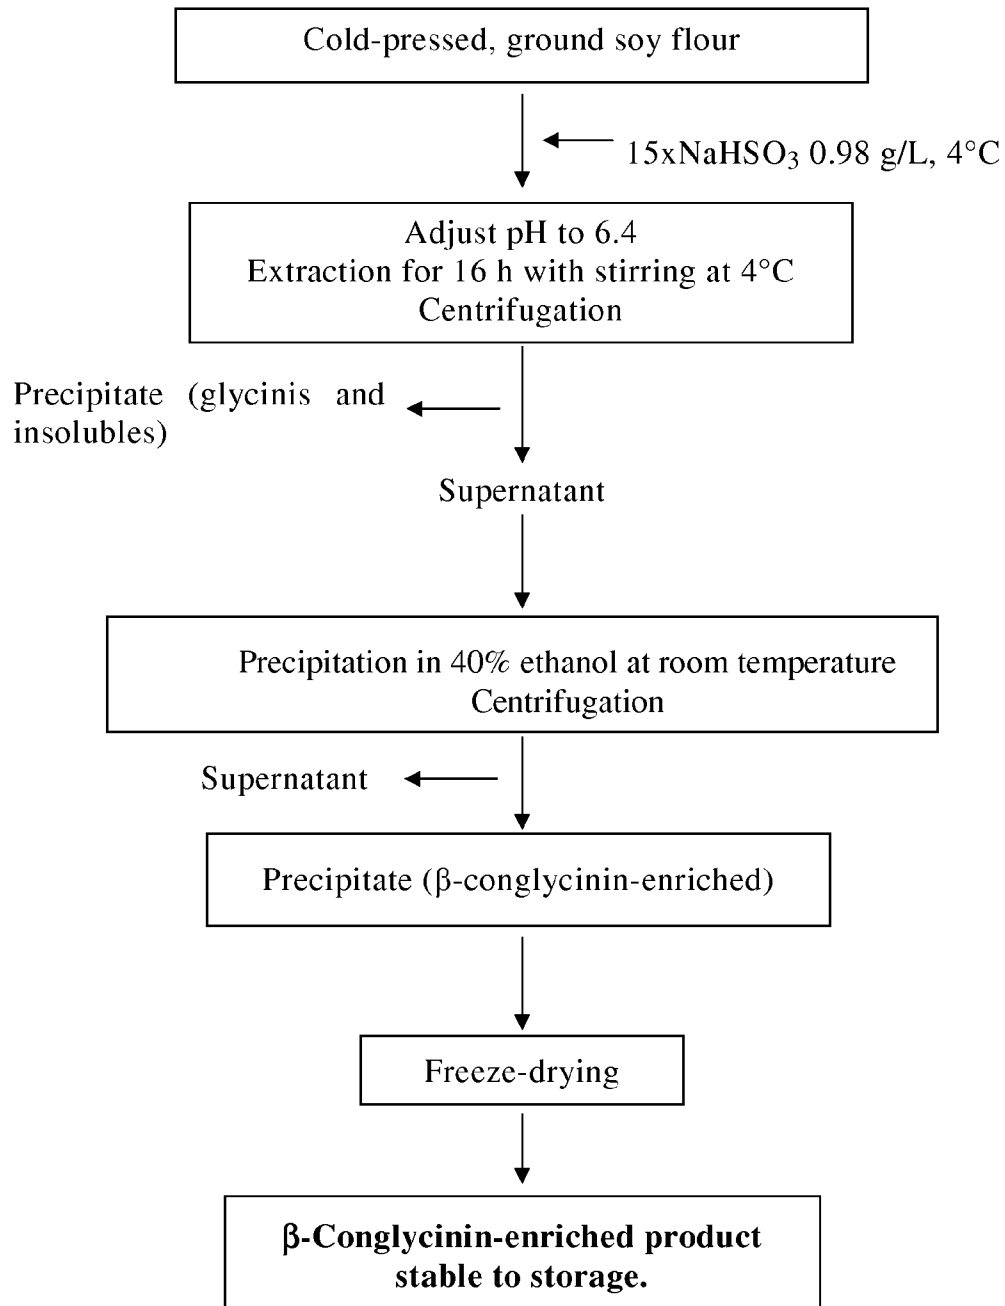 Cold-pressed, ground soy flour
15xNaHSO₃ 0.98 g/L, 4°C
Adjust pH to 6.4
Extraction for 16 h with stirring at 4°C
Centrifugation
Precipitate (glycinis and
insolubles)
Supernatant
Precipitation in 40% ethanol at room temperature
Centrifugation
Supernatant
Precipitate (β-conglycinin-enriched)
Freeze-drying
β-Conglycinin-enriched product
stable to storage.